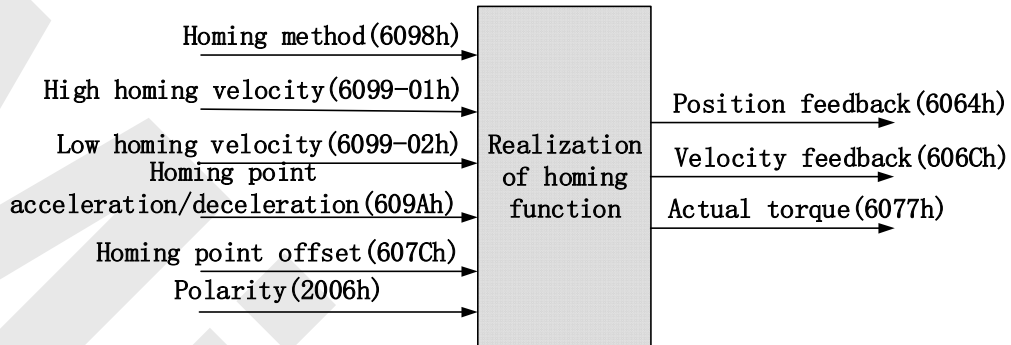 Homing method(6098h)
High homing velocity(6099-01h)
Low homing velocity(6099-02h)
Homing point
acceleration/deceleration(609Ah)
Homing point offset(607Ch)
Polarity(2006h)
Realization
of homing
function
Position feedback(6064h)
Velocity feedback(606Ch)
Actual torque(6077h)